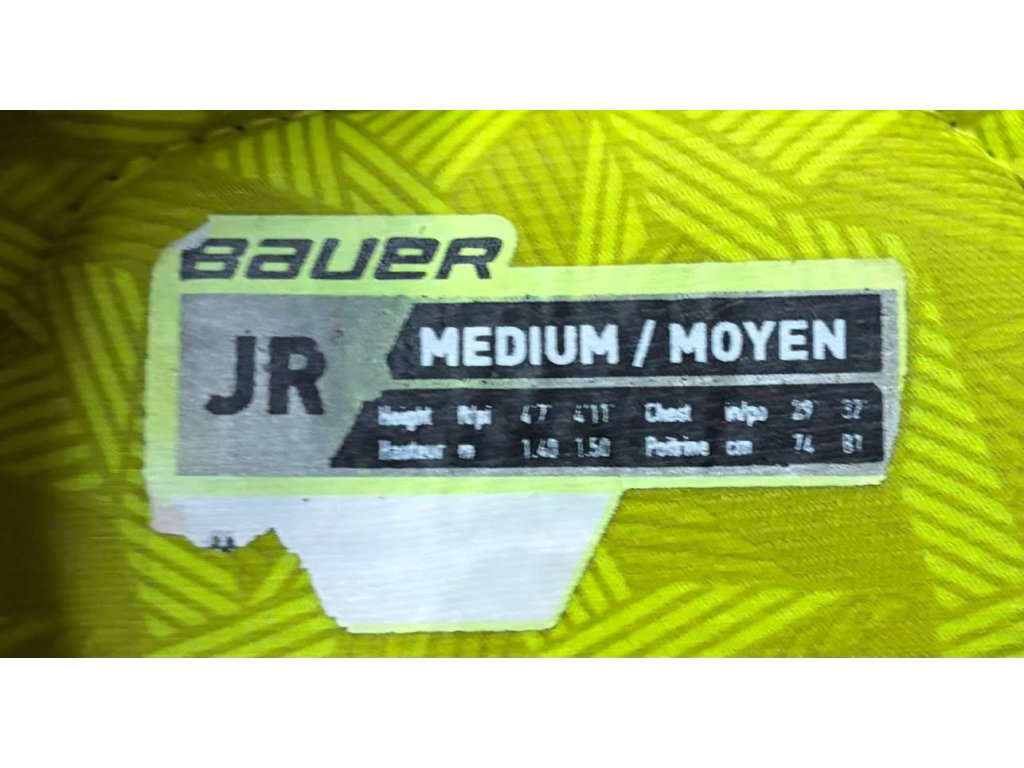 BAUER
JR
MEDIUM / MOYEN
Height ft/pi 4'7" 4'11" Chest in/po 29" 32"
Hauteur m 1.40 1.50 Poitrine cm 74 81